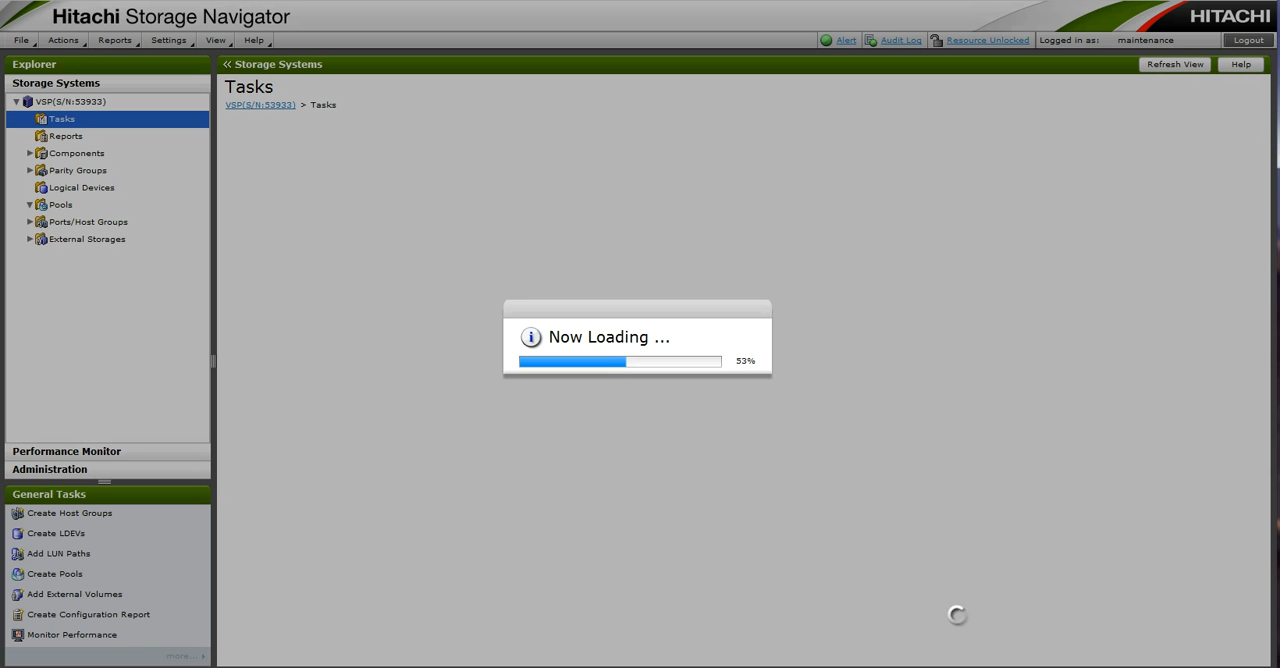 Hitachi Storage Navigator
HITACHI
File Actions Reports Settings View Help Alert Audit Log Resource Unlocked Logged in as: maintenance Logout
Explorer
Storage Systems
VSP(S/N:53933)
Tasks
Reports
Components
Parity Groups
Logical Devices
Pools
Ports/Host Groups
External Storages
Performance Monitor
Administration
General Tasks
Create Host Groups
Create LDEVs
Add LUN Paths
Create Pools
Add External Volumes
Create Configuration Report
Monitor Performance
more...
« Storage Systems Refresh View Help
Tasks
VSP(S/N:53933) > Tasks
Now Loading ...
53%